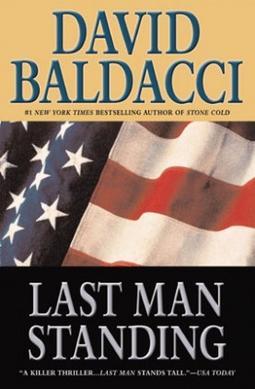 DAVID
BALDACCI
#1 NEW YORK TIMES BESTSELLING AUTHOR OF STONE COLD
LAST MAN
STANDING
"A KILLER THRILLER...LAST MAN STANDS TALL."—USA TODAY